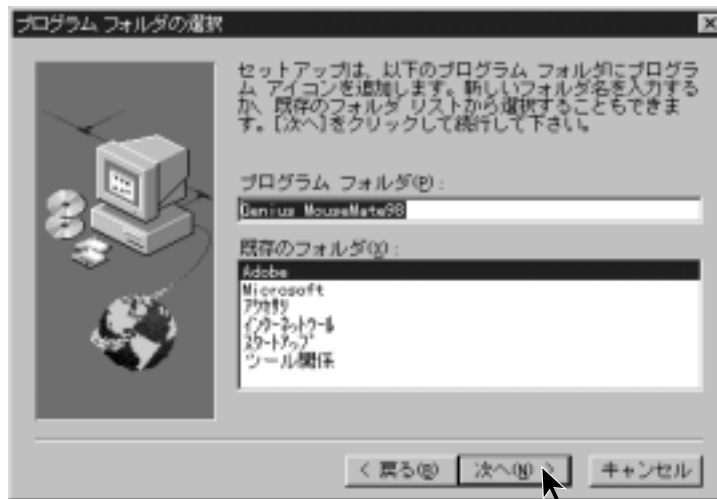 プログラム フォルダの選択
セットアップは、以下のプログラム フォルダにプログラ
ム アイコンを追加します。新しいフォルダ名を入力する
か、既存のフォルダ リストから選択することもできま
す。[次へ]をクリックして続行して下さい。
プログラム フォルダ(P):
Genius MouseMate98
既存のフォルダ(X):
Adobe
Microsoft
アクセサリ
インターネットツール
スタートアップ
ツール関係
< 戻る(B)
次へ(N) >
キャンセル